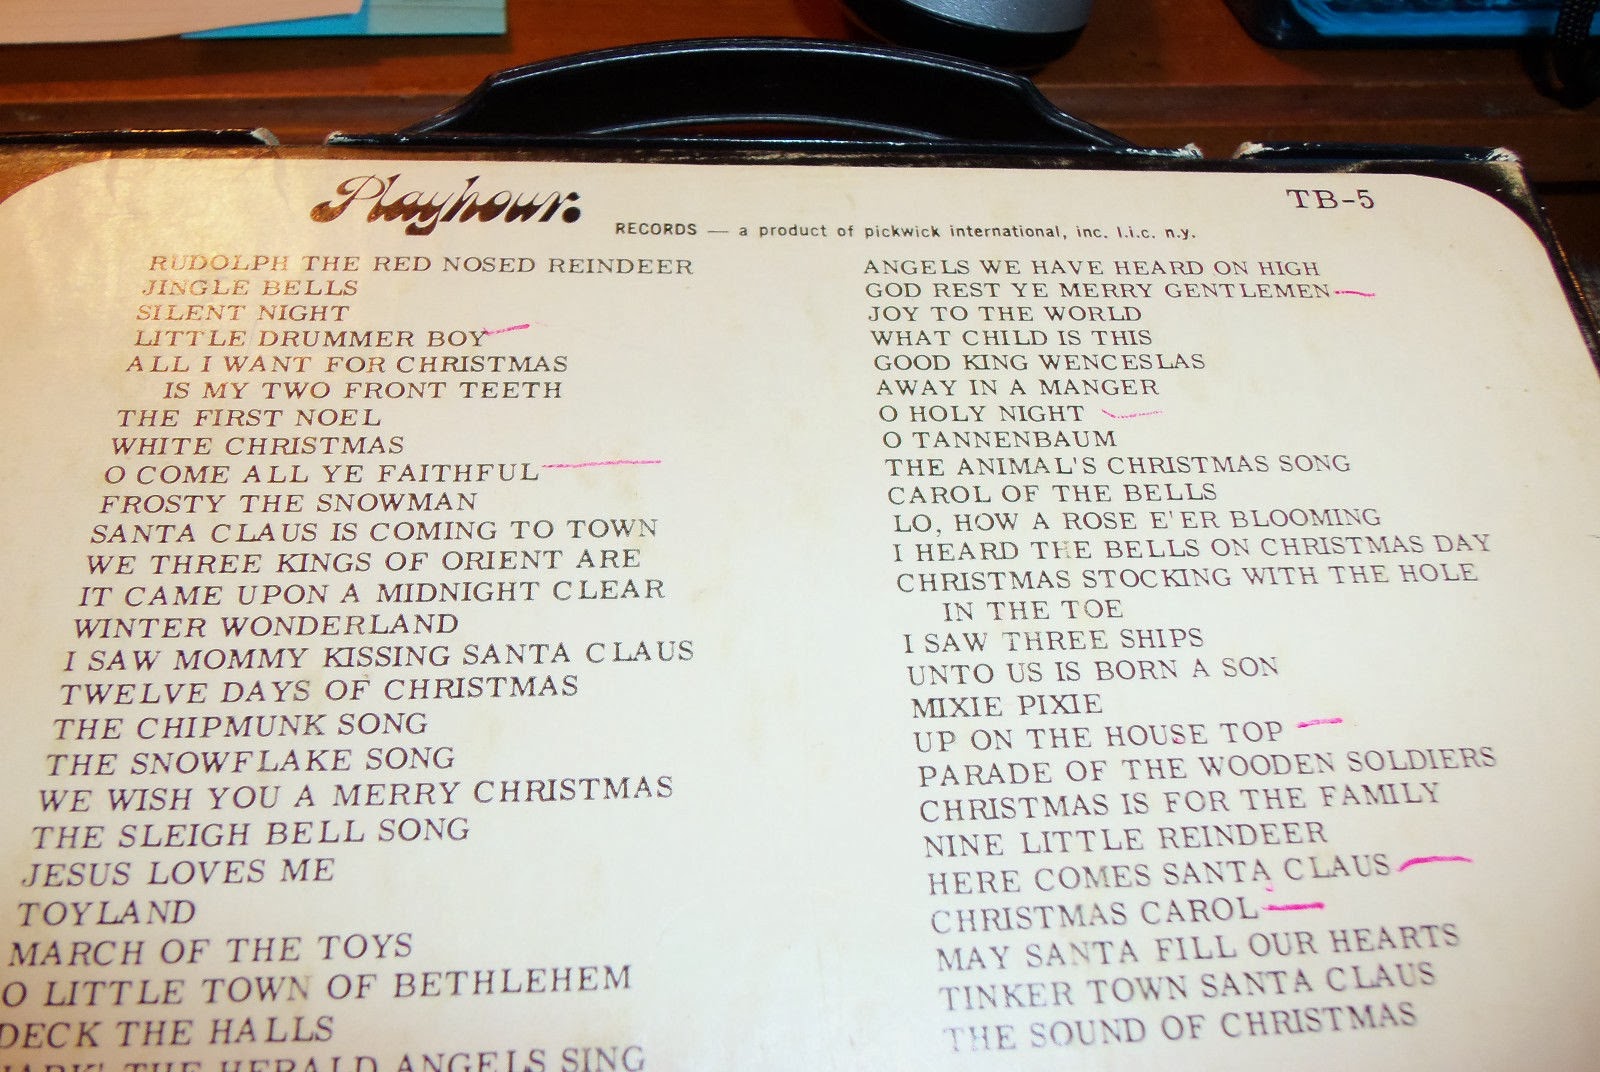 Playhour
RECORDS — a product of pickwick international, inc. l.i.c. n.y.
TB-5
RUDOLPH THE RED NOSED REINDEER
JINGLE BELLS
SILENT NIGHT
LITTLE DRUMMER BOY
ALL I WANT FOR CHRISTMAS
IS MY TWO FRONT TEETH
THE FIRST NOEL
WHITE CHRISTMAS
O COME ALL YE FAITHFUL
FROSTY THE SNOWMAN
SANTA CLAUS IS COMING TO TOWN
WE THREE KINGS OF ORIENT ARE
IT CAME UPON A MIDNIGHT CLEAR
WINTER WONDERLAND
I SAW MOMMY KISSING SANTA CLAUS
TWELVE DAYS OF CHRISTMAS
THE CHIPMUNK SONG
THE SNOWFLAKE SONG
WE WISH YOU A MERRY CHRISTMAS
THE SLEIGH BELL SONG
JESUS LOVES ME
TOYLAND
MARCH OF THE TOYS
O LITTLE TOWN OF BETHLEHEM
DECK THE HALLS
HARK! THE HERALD ANGELS SING
ANGELS WE HAVE HEARD ON HIGH
GOD REST YE MERRY GENTLEMEN
JOY TO THE WORLD
WHAT CHILD IS THIS
GOOD KING WENCESLAS
AWAY IN A MANGER
O HOLY NIGHT
O TANNENBAUM
THE ANIMAL'S CHRISTMAS SONG
CAROL OF THE BELLS
LO, HOW A ROSE E'ER BLOOMING
I HEARD THE BELLS ON CHRISTMAS DAY
CHRISTMAS STOCKING WITH THE HOLE
IN THE TOE
I SAW THREE SHIPS
UNTO US IS BORN A SON
MIXIE PIXIE
UP ON THE HOUSE TOP
PARADE OF THE WOODEN SOLDIERS
CHRISTMAS IS FOR THE FAMILY
NINE LITTLE REINDEER
HERE COMES SANTA CLAUS
CHRISTMAS CAROL
MAY SANTA FILL OUR HEARTS
TINKER TOWN SANTA CLAUS
THE SOUND OF CHRISTMAS